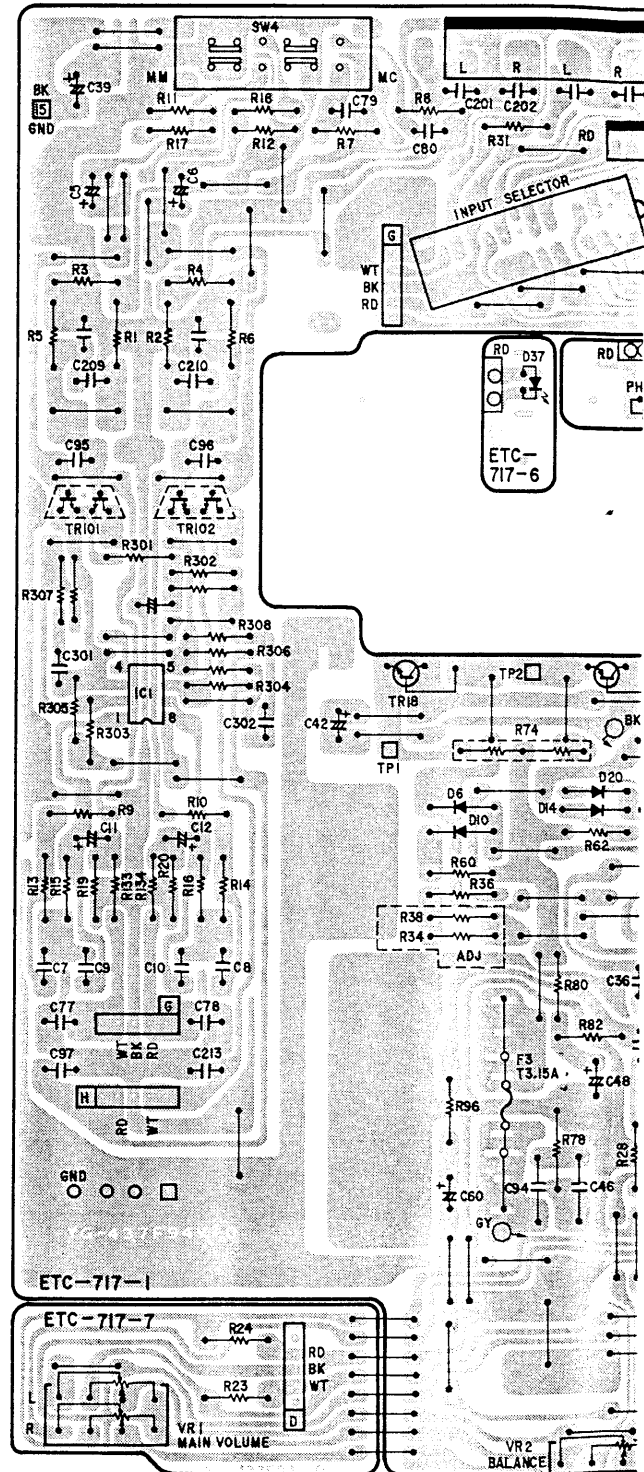 SW4
MM
MC
BK
15
GND
C39
R11
R18
C79
R8
L
C201
R
C202
L
R
R17
R12
R7
C80
R31
RD
C5
C6
INPUT SELECTOR
G
WT
BK
RD
R3
R4
R5
R1
R2
R6
C209
C210
RD
D37
RD
PH
ETC-
717-6
C95
C96
TR101
TR102
R301
R302
R307
R308
R306
R304
C301
4
5
IC1
1
8
R305
R303
C302
C42
TR18
TP2
TP1
R74
BK
D6
D20
D10
D14
R62
R9
R10
C11
C12
R13
R15
R19
R133
R134
R20
R16
R14
R60
R36
R38
R34
ADJ
C7
C9
C10
C8
R80
C36
C77
G
C78
WT
BK
RD
R82
C97
C213
F3
T3.15A
C48
H
RD
WT
R96
R78
R28
GND
C60
C94
C46
GY
ETC-717-1
ETC-717-7
R24
RD
BK
WT
R23
D
L
R
VR1
MAIN VOLUME
VR2
BALANCE